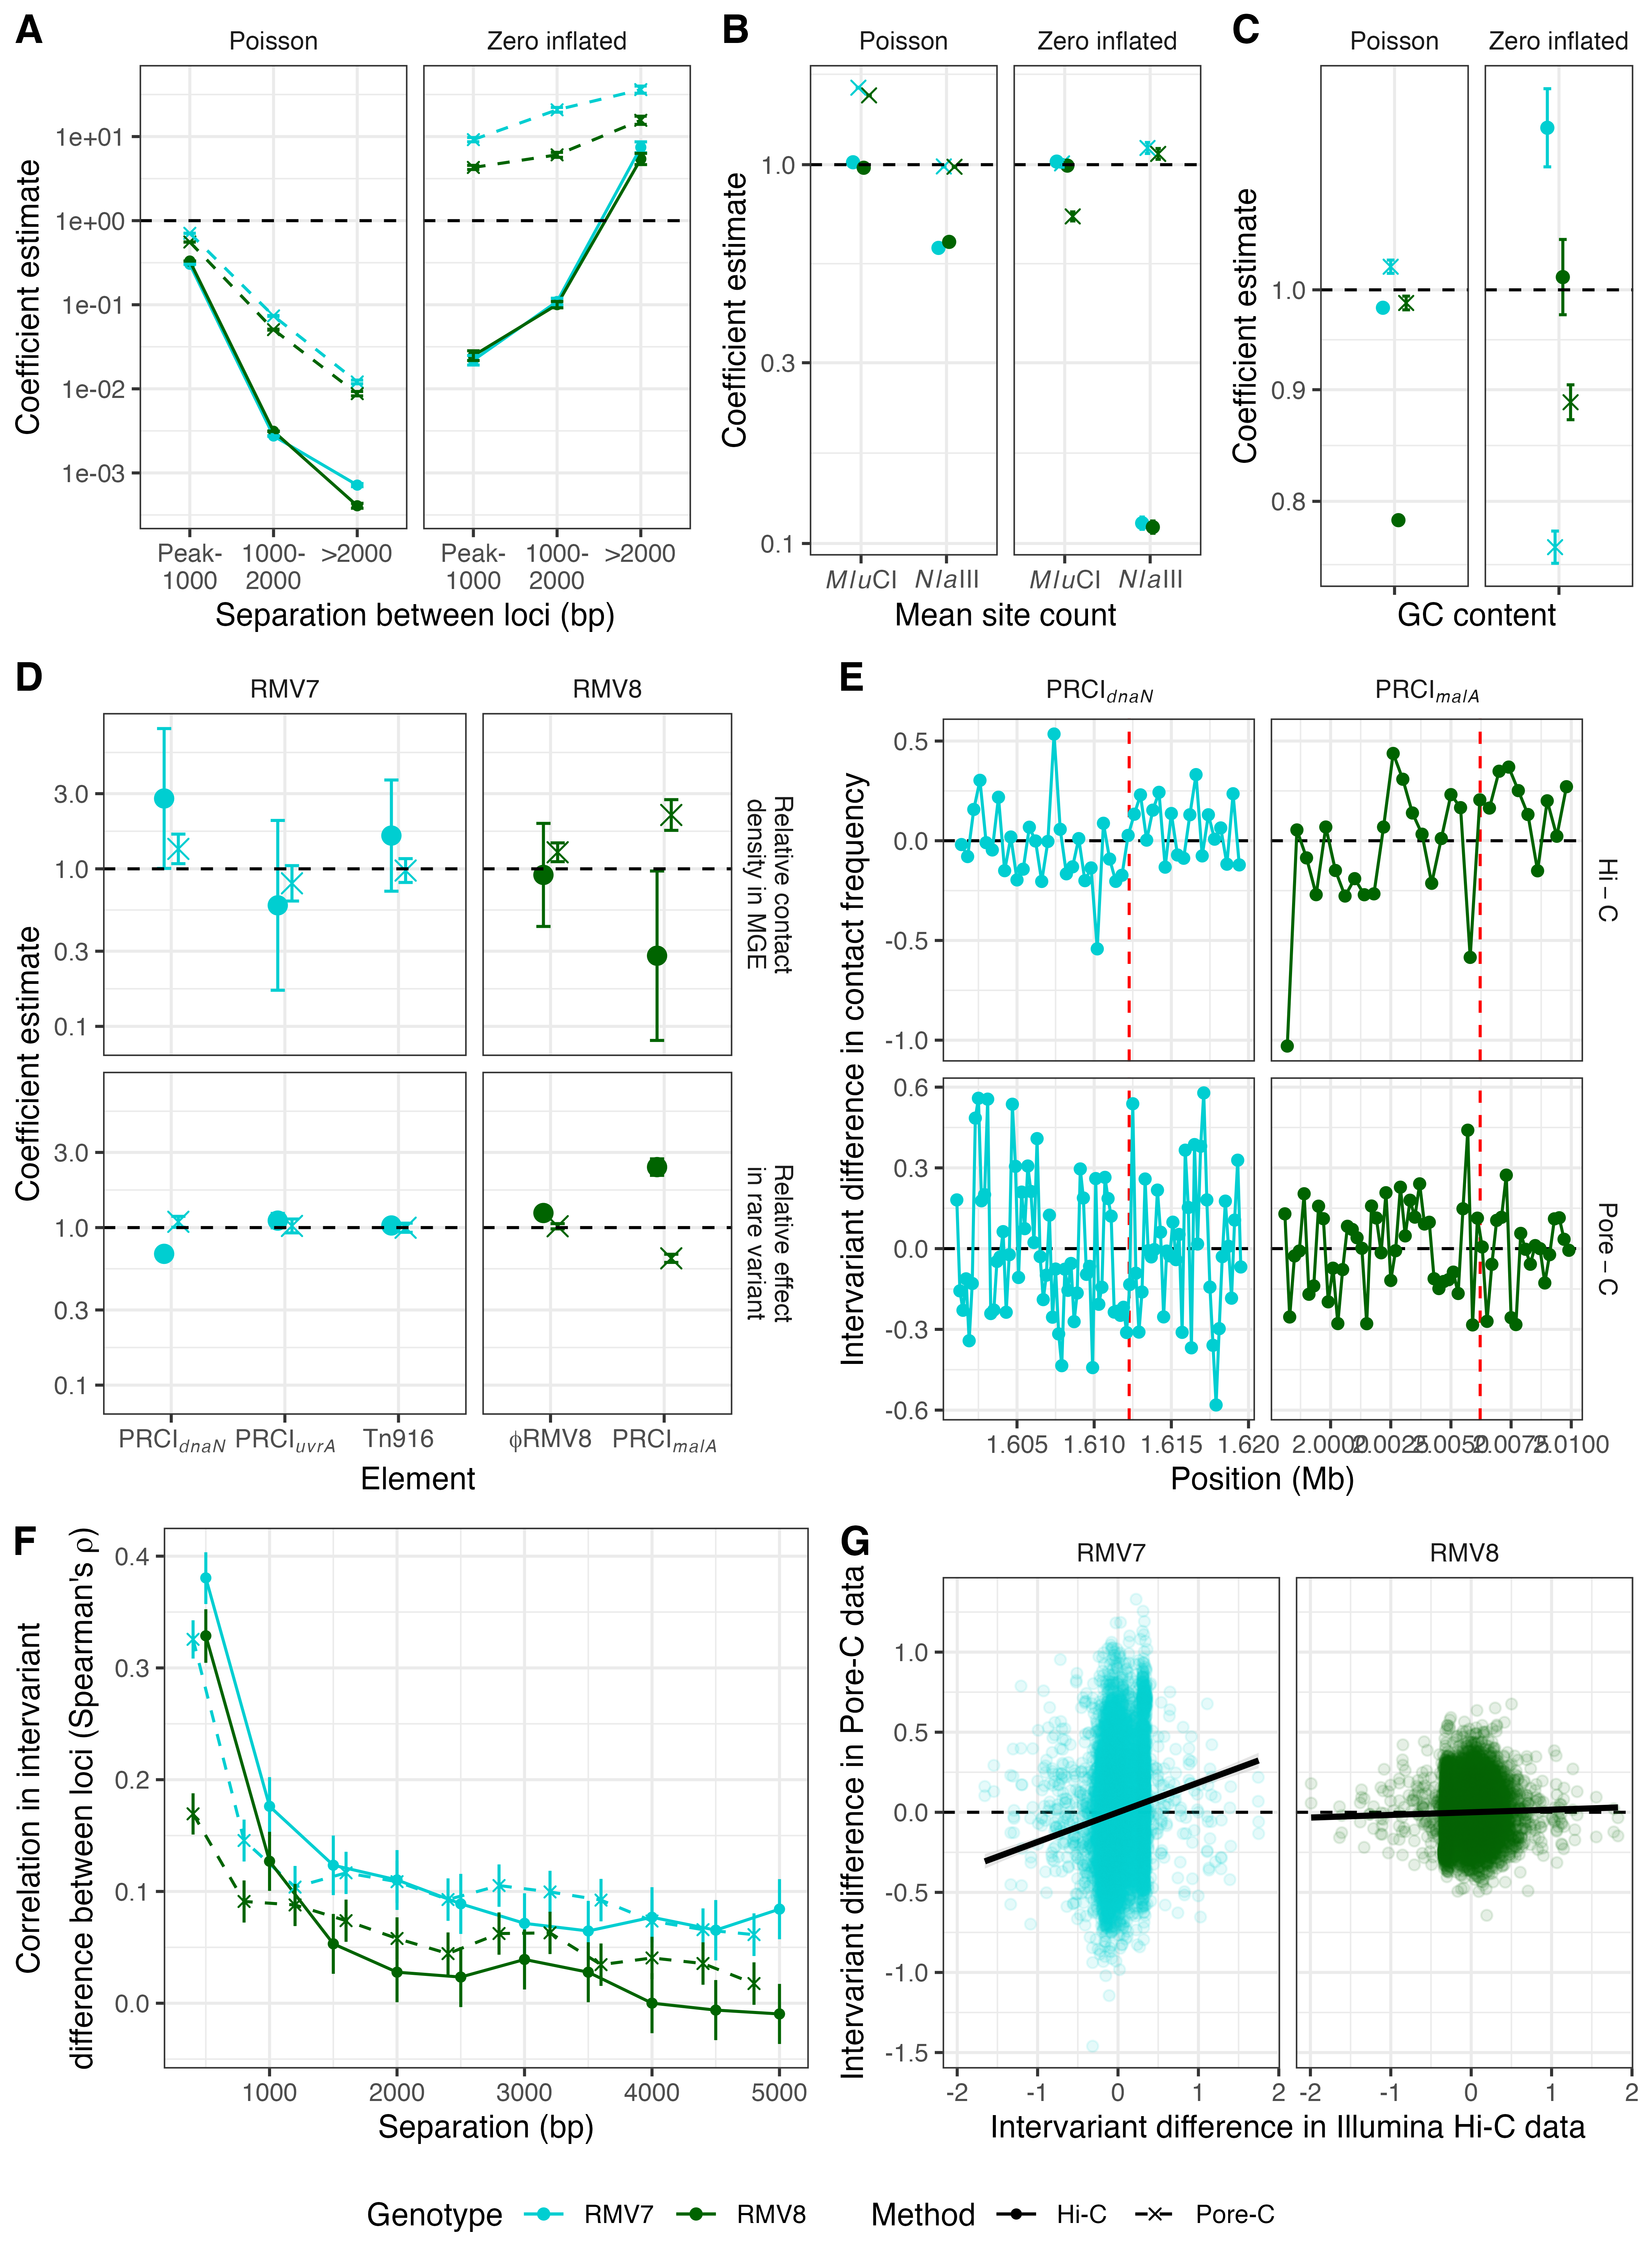 A
Poisson
Zero inflated
Coefficient estimate
1e+01
1e+00
1e-01
1e-02
1e-03
Peak-
1000
1000-
2000
>2000
Peak-
1000
1000-
2000
>2000
Separation between loci (bp)
B
Poisson
Zero inflated
Coefficient estimate
1.0
0.3
0.1
MluCI
NlaIII
MluCI
NlaIII
Mean site count
C
Poisson
Zero inflated
Coefficient estimate
1.0
0.9
0.8
GC content
D
RMV7
RMV8
Coefficient estimate
3.0
1.0
0.3
0.1
Relative contact
density in MGE
3.0
1.0
0.3
0.1
Relative effect
in rare variant
PRCIdnaN
PRCIuvrA
Tn916
ϕRMV8
PRCImalA
Element
E
PRCIdnaN
PRCImalA
Intervariant difference in contact frequency
0.5
0.0
-0.5
-1.0
Hi-C
0.6
0.3
0.0
-0.3
-0.6
Pore-C
1.605
1.610
1.615
1.620
2.0000
2.0025
2.0050
2.0075
2.0100
Position (Mb)
F
Correlation in intervariant
difference between loci (Spearman's ρ)
0.4
0.3
0.2
0.1
0.0
1000
2000
3000
4000
5000
Separation (bp)
G
RMV7
RMV8
Intervariant difference in Pore-C data
1.0
0.5
0.0
-0.5
-1.0
-1.5
-2
-1
0
1
2
-2
-1
0
1
2
Intervariant difference in Illumina Hi-C data
Genotype
RMV7
RMV8
Method
Hi-C
Pore-C